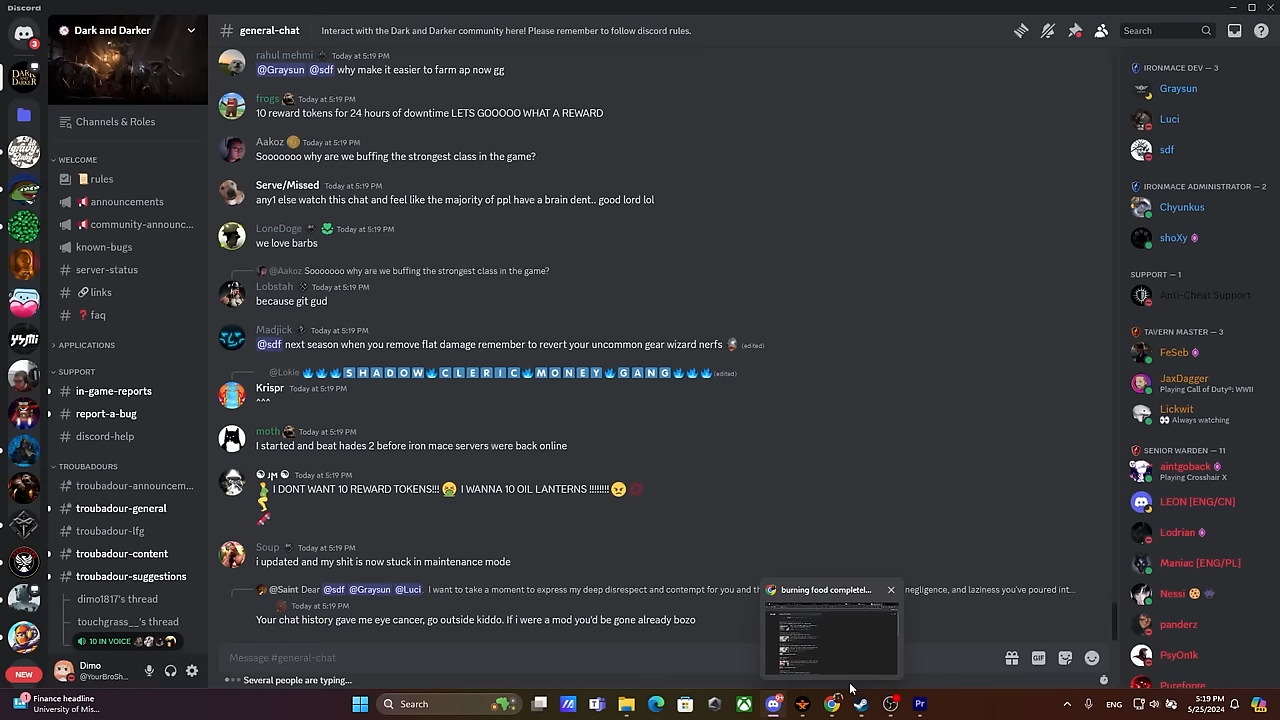 Discord
Dark and Darker
general-chat
Interact with the Dark and Darker community here! Please remember to follow discord rules.
Search
3
Channels & Roles
WELCOME
rules
announcements
community-announc...
known-bugs
server-status
links
faq
APPLICATIONS
SUPPORT
in-game-reports
report-a-bug
discord-help
TROUBADOURS
troubadour-announcem...
troubadour-general
troubadour-lfg
troubadour-content
troubadour-suggestions
dimo1817's thread
10 IN VOICE
NEW
Dimo
@YourBroSh...
rahul mehmi Today at 5:19 PM
@Graysun @sdf why make it easier to farm ap now gg
frogs Today at 5:19 PM
10 reward tokens for 24 hours of downtime LETS GOOOOO WHAT A REWARD
Aakoz Today at 5:19 PM
Sooooooo why are we buffing the strongest class in the game?
Serve/Missed Today at 5:19 PM
any1 else watch this chat and feel like the majority of ppl have a brain dent.. good lord lol
LoneDoge Today at 5:19 PM
we love barbs
@Aakoz Sooooooo why are we buffing the strongest class in the game?
Lobstah Today at 5:19 PM
because git gud
Madjick Today at 5:19 PM
@sdf next season when you remove flat damage remember to revert your uncommon gear wizard nerfs (edited)
@Lokie SHADOW CLERIC MONEY GANG (edited)
Krispr Today at 5:19 PM
^^^
moth Today at 5:19 PM
I started and beat hades 2 before iron mace servers were back online
JM Today at 5:19 PM
I DONT WANT 10 REWARD TOKENS!!! I WANNA 10 OIL LANTERNS !!!!!!!!
Soup Today at 5:19 PM
i updated and my shit is now stuck in maintenance mode
@Saint Dear @sdf @Graysun @Luci. I want to take a moment to express my deep disrespect and contempt for you and th negligence, and laziness you've poured int...
Today at 5:19 PM
Your chat history gave me eye cancer, go outside kiddo. If i were a mod you'd be gone already bozo
burning food completel...
Message #general-chat
GIF
Several people are typing...
IRONMACE DEV — 3
Graysun
Luci
sdf
IRONMACE ADMINISTRATOR — 2
Chyunkus
shoXy
SUPPORT — 1
Anti-Cheat Support
TAVERN MASTER — 3
FeSeb
JaxDagger
Playing Call of Duty®: WWII
Lickwit
Always watching
SENIOR WARDEN — 11
aintgoback
Playing Crosshair X
LEON [ENG/CN]
Lodrian
Maniac [ENG/PL]
Nessi
panderz
PsyOn1k
Pureforge
Finance headline
University of Mis...
Search
Pr
5:19 PM
5/25/2024